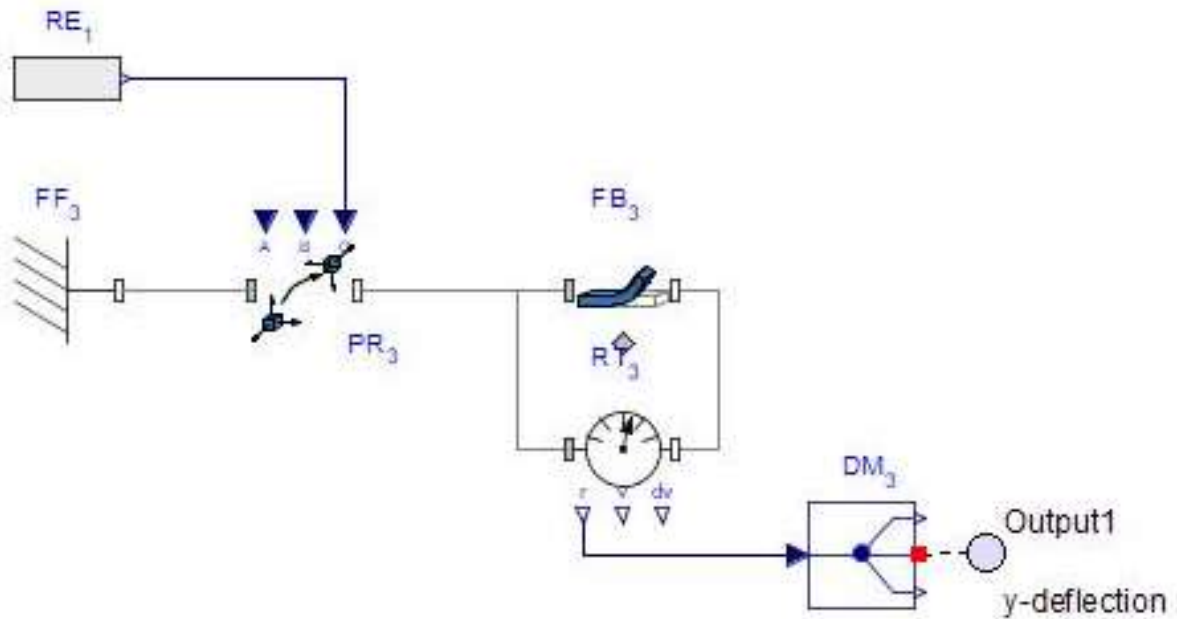 RE₁
FF₃
FB₃
A
PR₃
RT₃
r v dv
DM₃
Output1
y-deflection